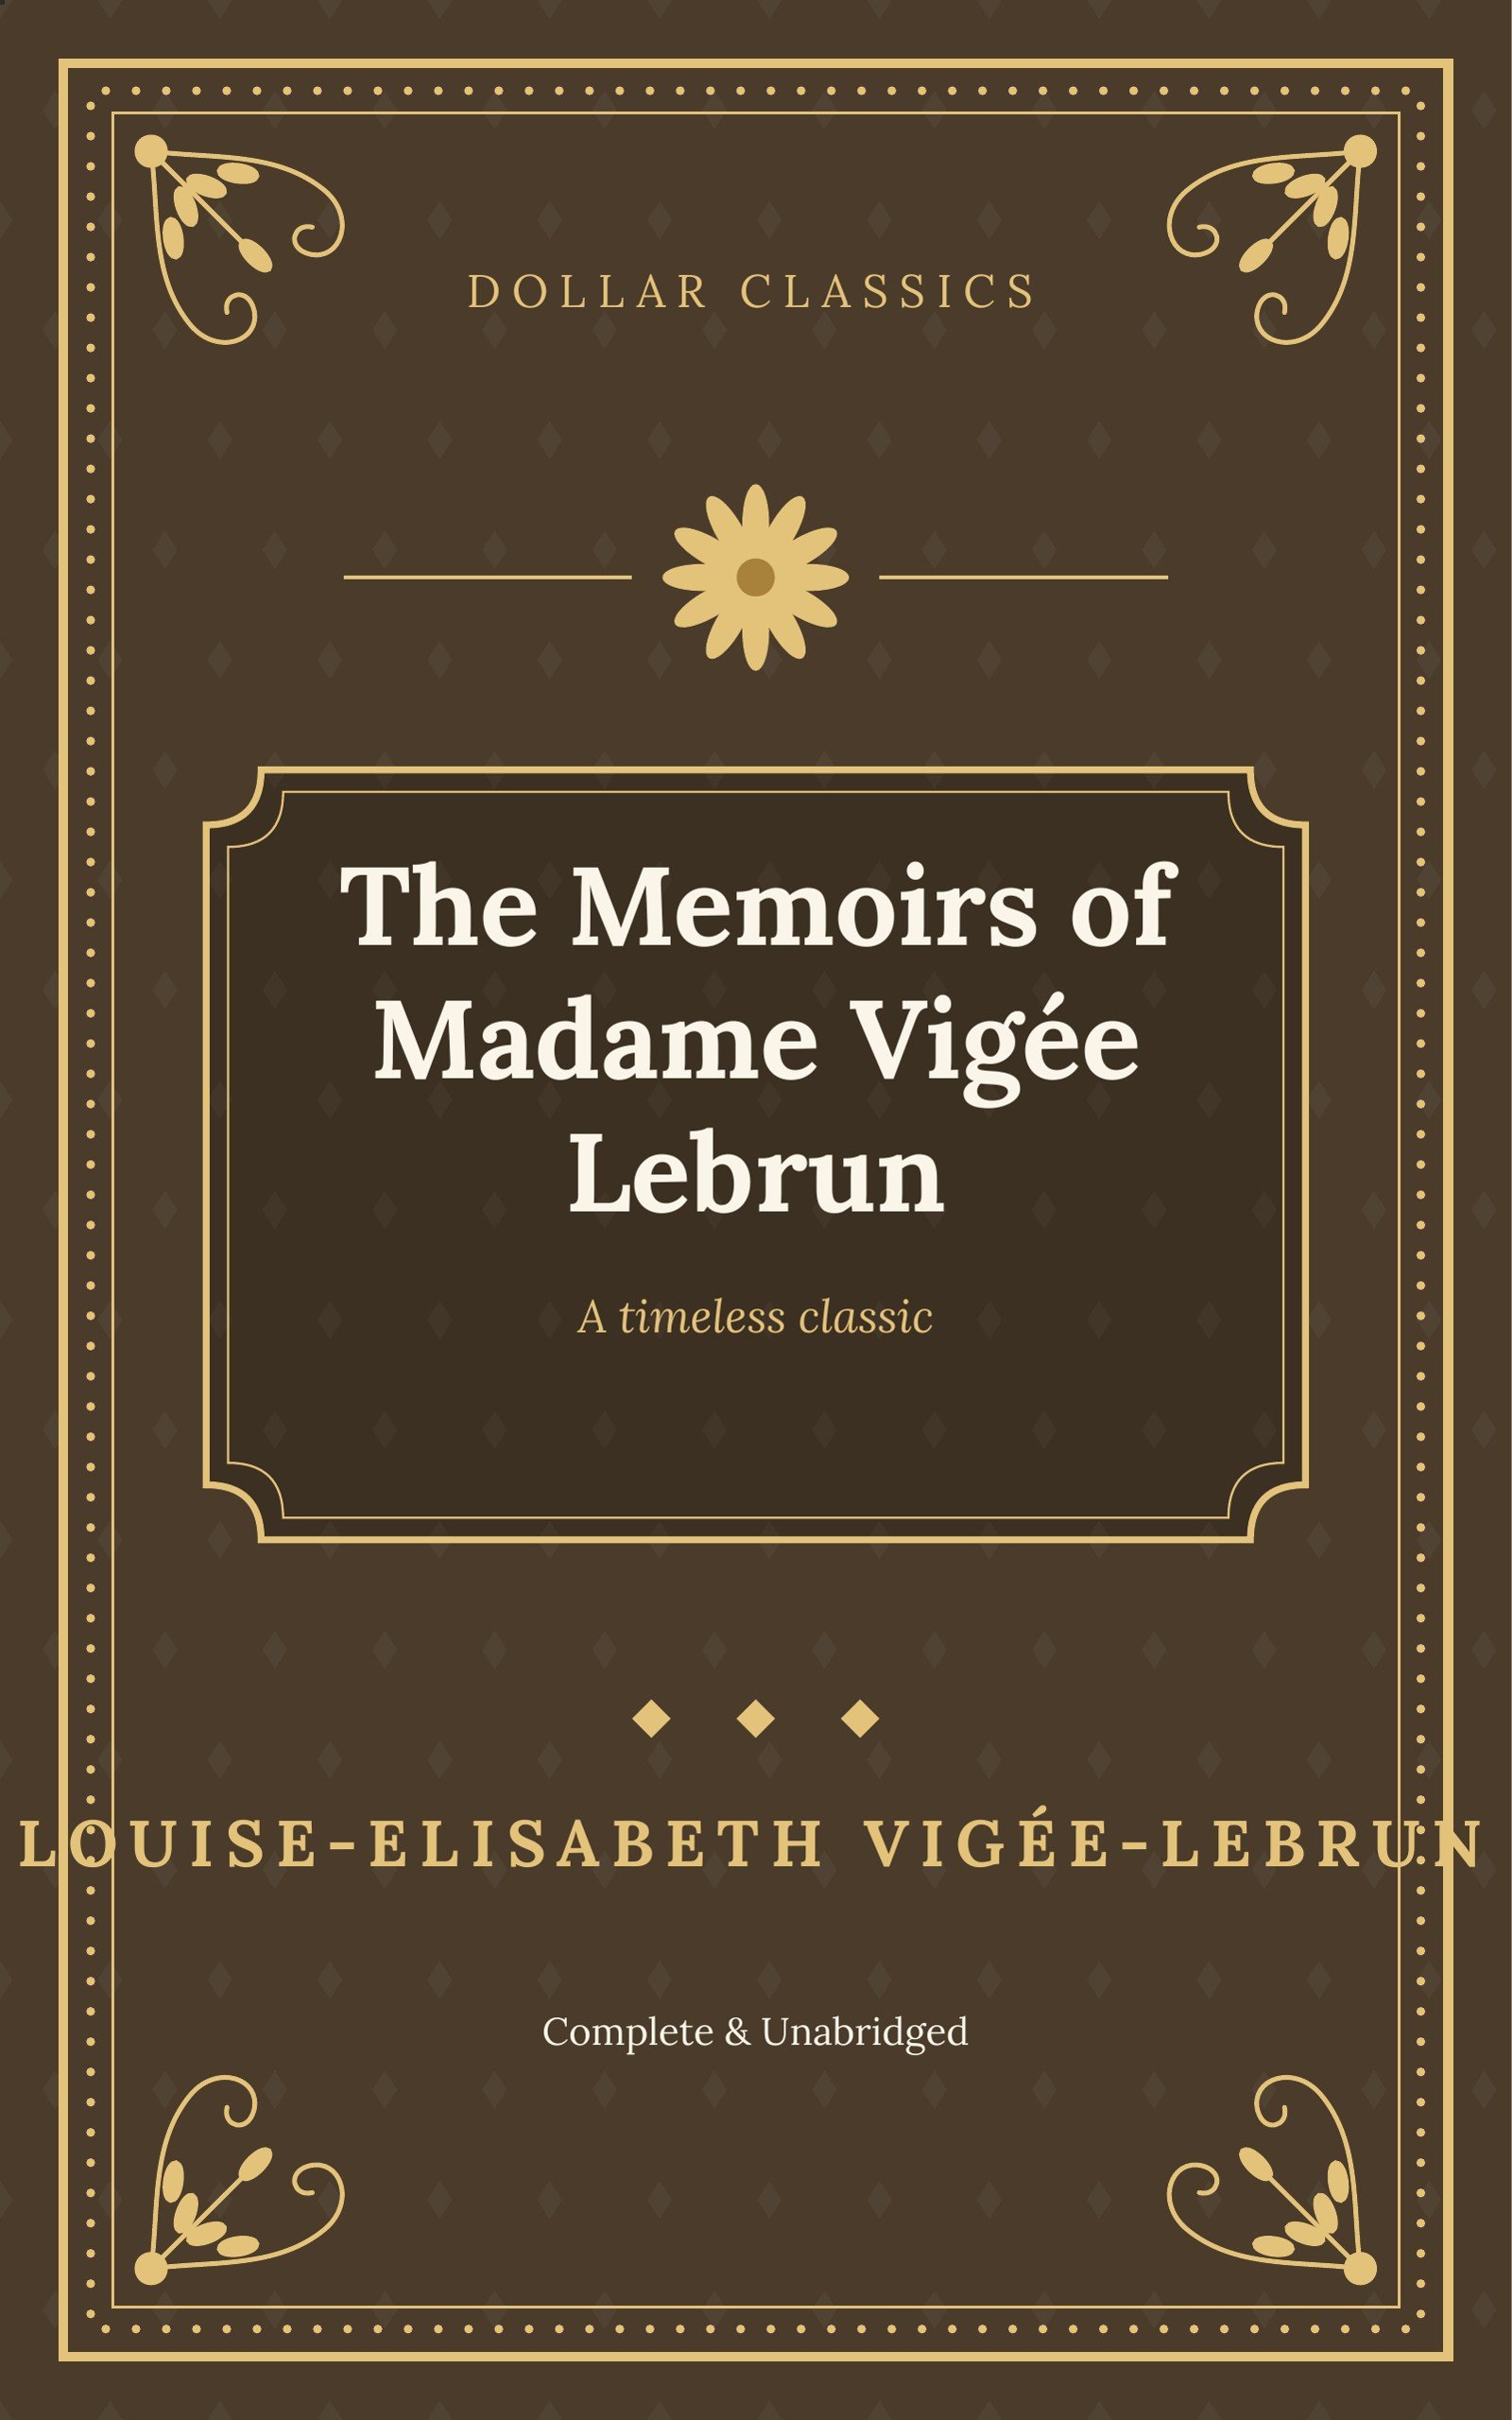 DOLLAR CLASSICS
The Memoirs of
Madame Vigée
Lebrun
A timeless classic
LOUISE-ELISABETH VIGÉE-LEBRUN
Complete & Unabridged